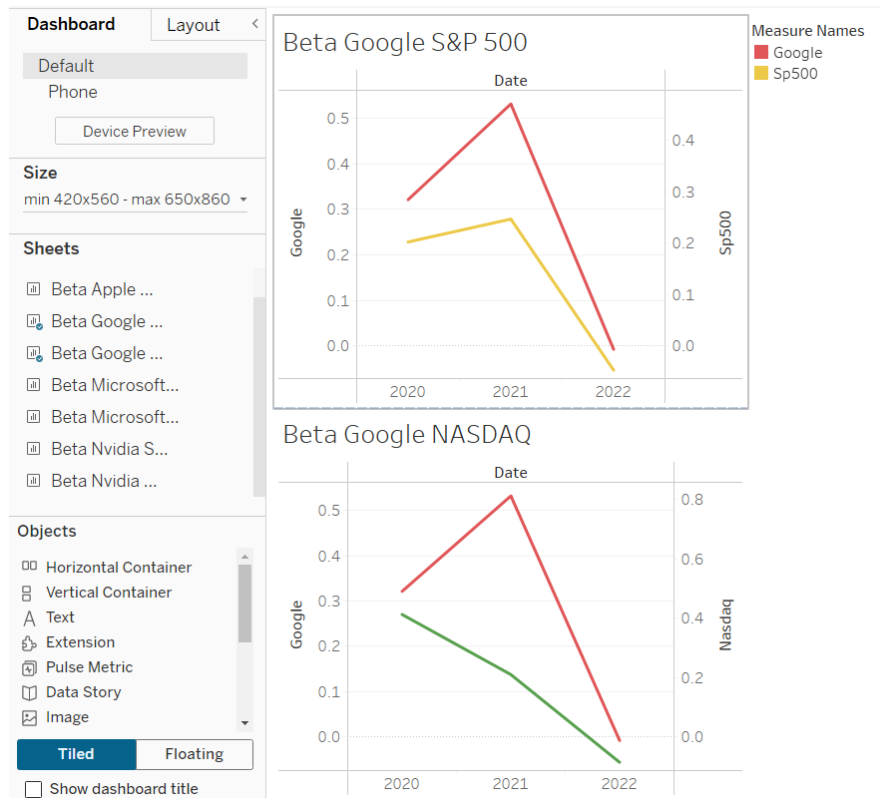 Dashboard
Layout
<
Default
Phone
Device Preview
Size
min 420x560 - max 650x860
Sheets
Beta Apple ...
Beta Google ...
Beta Google ...
Beta Microsoft...
Beta Microsoft...
Beta Nvidia S...
Beta Nvidia ...
Objects
Horizontal Container
Vertical Container
A Text
Extension
Pulse Metric
Data Story
Image
Tiled
Floating
Show dashboard title
Beta Google S&P 500
Date
Google
0.5
0.4
0.3
0.2
0.1
0.0
0.4
0.3
0.2
0.1
0.0
Sp500
2020 2021 2022
Beta Google NASDAQ
Date
Google
0.5
0.4
0.3
0.2
0.1
0.0
0.8
0.6
0.4
0.2
0.0
Nasdaq
2020 2021 2022
Measure Names
Google
Sp500